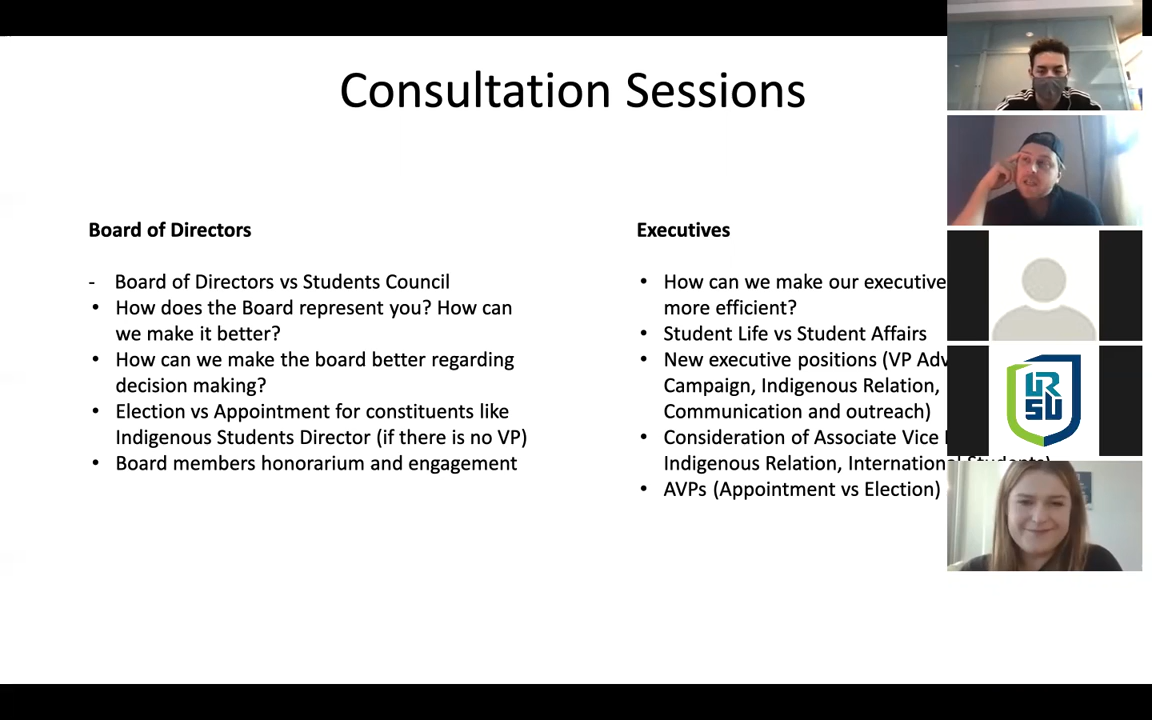 Consultation Sessions
Board of Directors
- Board of Directors vs Students Council
• How does the Board represent you? How can
we make it better?
• How can we make the board better regarding
decision making?
• Election vs Appointment for constituents like
Indigenous Students Director (if there is no VP)
• Board members honorarium and engagement
Executives
• How can we make our executive
more efficient?
• Student Life vs Student Affairs
• New executive positions (VP Adv
Campaign, Indigenous Relation,
Communication and outreach)
• Consideration of Associate Vice
Indigenous Relation, International Students)
• AVPs (Appointment vs Election)
UR
SU